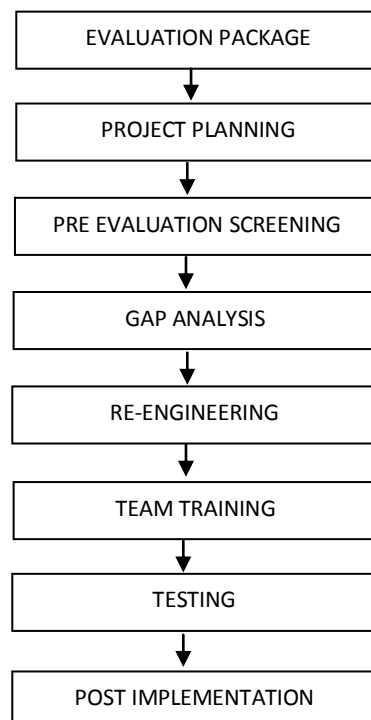 EVALUATION PACKAGE
PROJECT PLANNING
PRE EVALUATION SCREENING
GAP ANALYSIS
RE-ENGINEERING
TEAM TRAINING
TESTING
POST IMPLEMENTATION